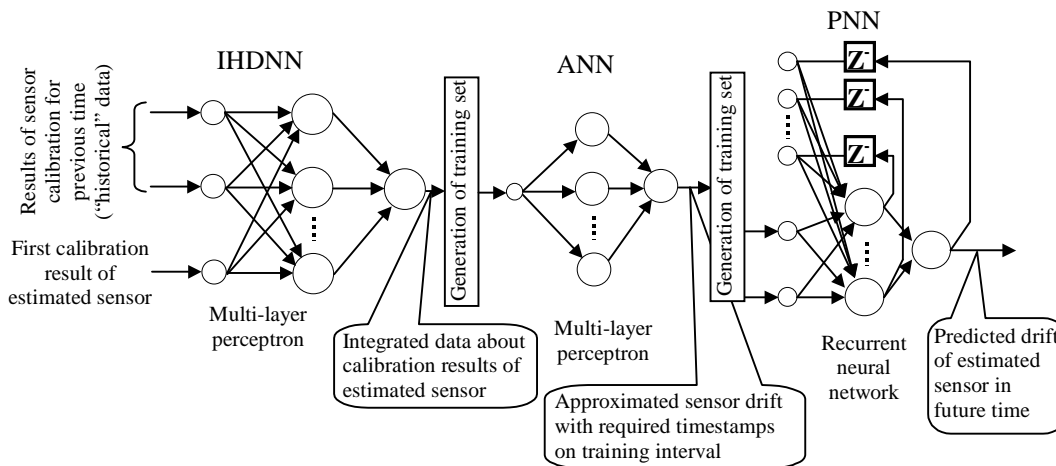 IHDNN
ANN
PNN
Results of sensor
calibration for
previous time
("historical" data)
First calibration
result of
estimated sensor
Multi-layer
perceptron
Generation of training set
Integrated data about
calibration results of
estimated sensor
Multi-layer
perceptron
Generation of training set
Approximated sensor drift
with required timestamps
on training interval
Z-
Z-
Z-
Recurrent
neural
network
Predicted drift
of estimated
sensor in
future time